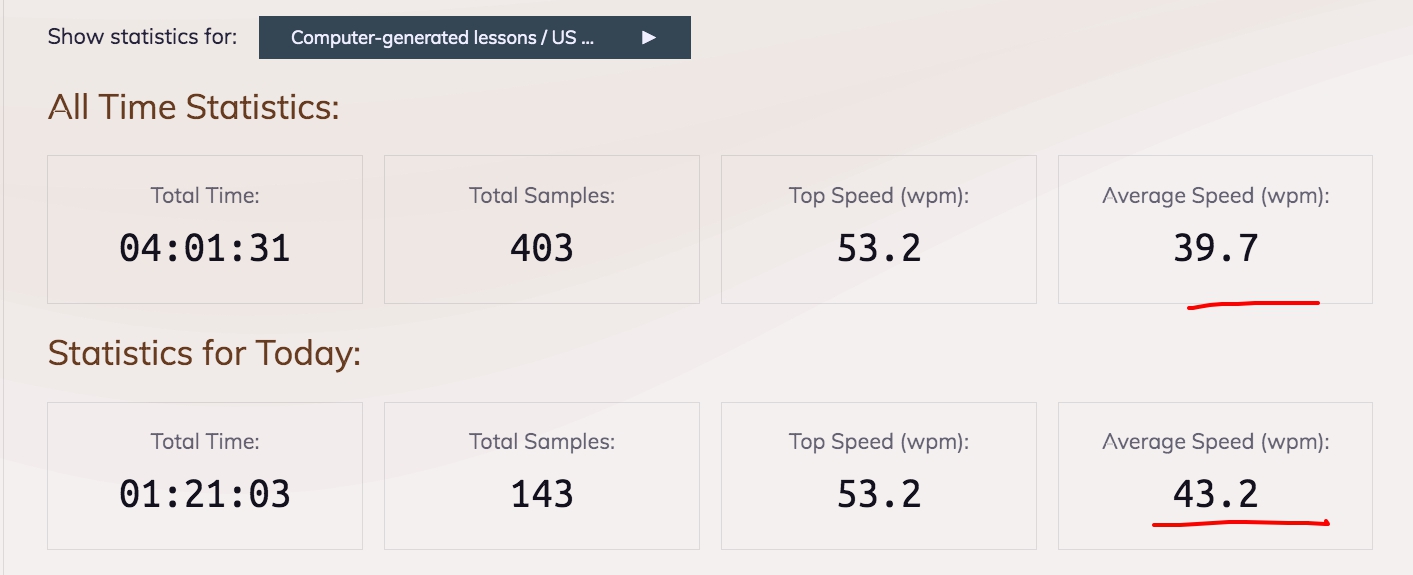 Show statistics for: Computer-generated lessons / US ... ▶
All Time Statistics:
Total Time: Total Samples: Top Speed (wpm): Average Speed (wpm):
04:01:31 403 53.2 39.7
Statistics for Today:
Total Time: Total Samples: Top Speed (wpm): Average Speed (wpm):
01:21:03 143 53.2 43.2